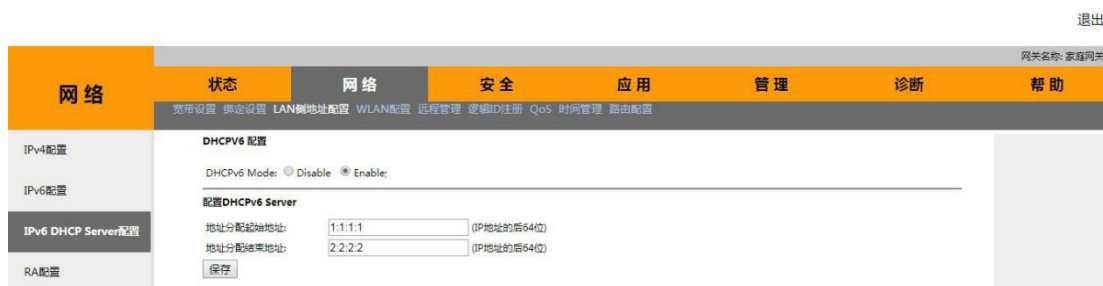 退出
网关名称: 家庭网关
网 络
状态 网 络 安 全 应 用 管 理 诊断 帮 助
宽带设置 绑定设置 LAN侧地址配置 WLAN配置 远程管理 逻辑ID注册 QoS 时间管理 路由配置
IPv4配置
IPv6配置
IPv6 DHCP Server配置
RA配置
DHCPV6 配置
DHCPv6 Mode: Disable Enable;
配置DHCPv6 Server
地址分配起始地址: 1:1:1:1 (IP地址的后64位)
地址分配结束地址: 2:2:2:2 (IP地址的后64位)
保存